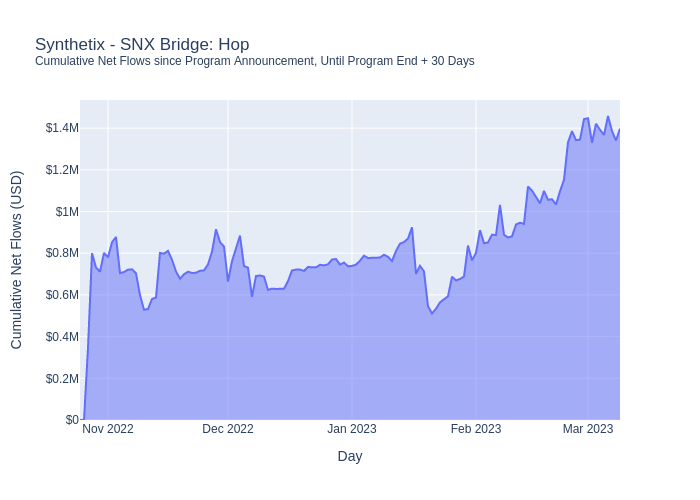 Synthetix - SNX Bridge: Hop
Cumulative Net Flows since Program Announcement, Until Program End + 30 Days
Cumulative Net Flows (USD)
$1.4M
$1.2M
$1M
$0.8M
$0.6M
$0.4M
$0.2M
$0
Nov 2022
Dec 2022
Jan 2023
Feb 2023
Mar 2023
Day